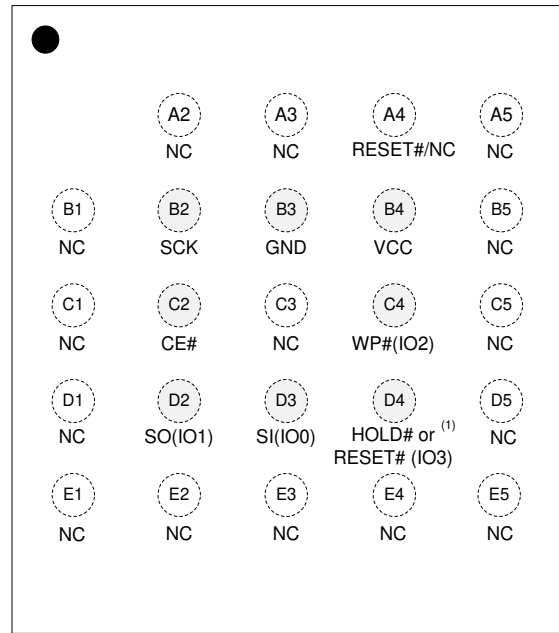 A2 A3 A4 A5
NC NC RESET#/NC NC
B1 B2 B3 B4 B5
NC SCK GND VCC NC
C1 C2 C3 C4 C5
NC CE# NC WP#(IO2) NC
D1 D2 D3 D4 D5
NC SO(IO1) SI(IO0) HOLD# or (1) NC
RESET# (IO3)
E1 E2 E3 E4 E5
NC NC NC NC NC